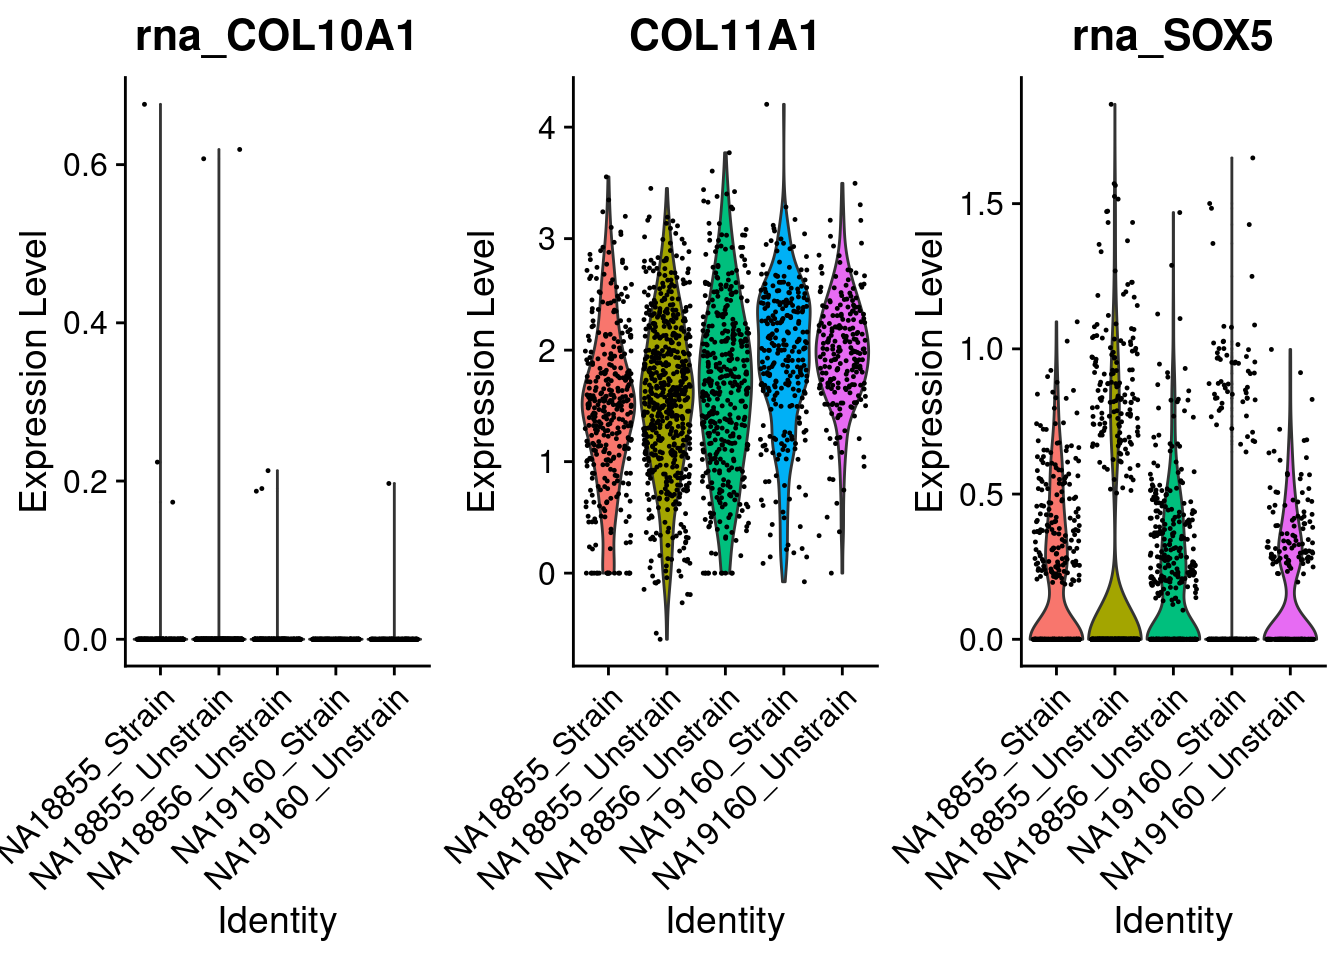 rna_COL10A1
Expression Level
0.6
0.4
0.2
0.0
NA18855_Strain
NA18855_Unstrain
NA18856_Unstrain
NA19160_Strain
NA19160_Unstrain
Identity
COL11A1
Expression Level
4
3
2
1
0
NA18855_Strain
NA18855_Unstrain
NA18856_Unstrain
NA19160_Strain
NA19160_Unstrain
Identity
rna_SOX5
Expression Level
1.5
1.0
0.5
0.0
NA18855_Strain
NA18855_Unstrain
NA18856_Unstrain
NA19160_Strain
NA19160_Unstrain
Identity